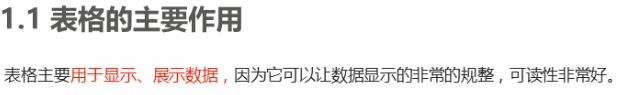 1.1 表格的主要作用
表格主要用于显示、展示数据，因为它可以让数据显示的非常的规整，可读性非常好。